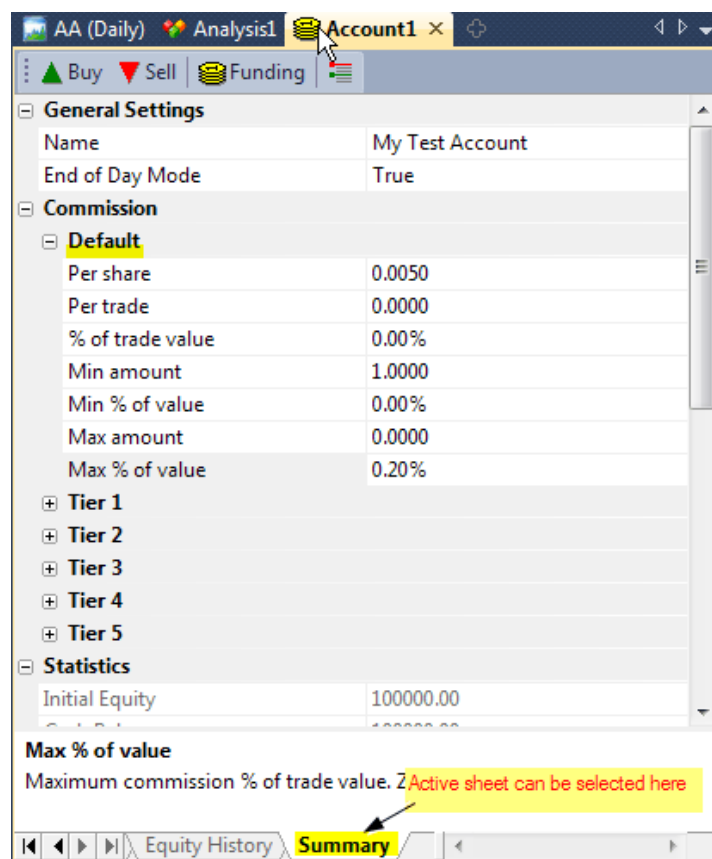 AA (Daily) Analysis1 Account1
Buy Sell Funding
General Settings
Name My Test Account
End of Day Mode True
Commission
Default
Per share 0.0050
Per trade 0.0000
% of trade value 0.00%
Min amount 1.0000
Min % of value 0.00%
Max amount 0.0000
Max % of value 0.20%
Tier 1
Tier 2
Tier 3
Tier 4
Tier 5
Statistics
Initial Equity 100000.00
Max % of value
Maximum commission % of trade value. Active sheet can be selected here
Equity History Summary